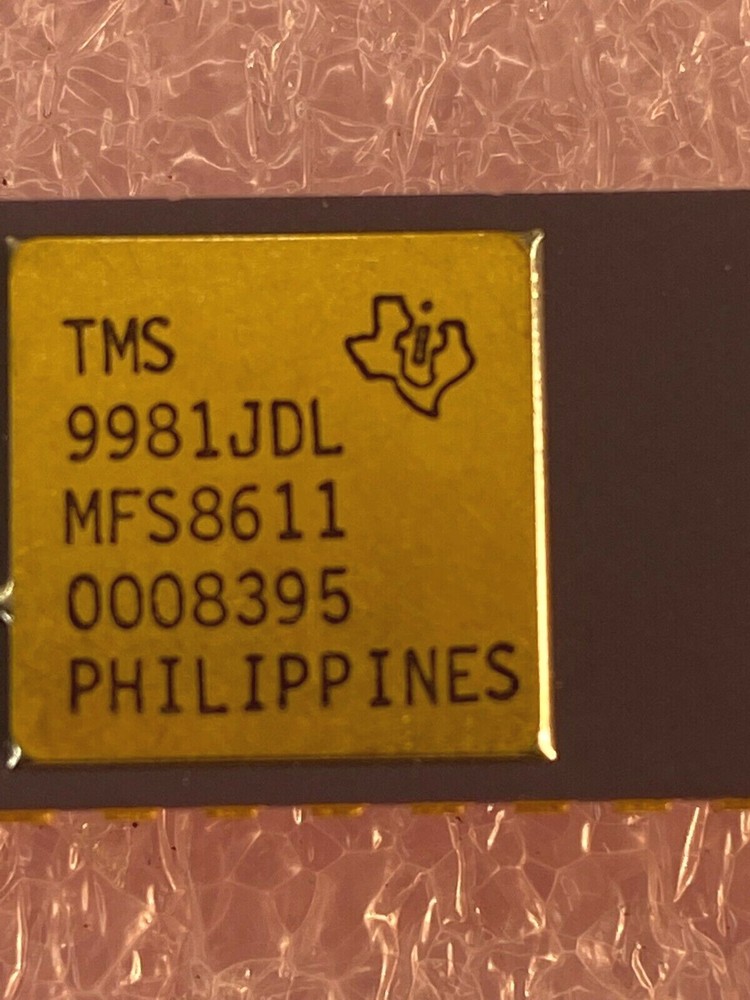 TMS
9981JDL
MFS8611
0008395
PHILIPPINES